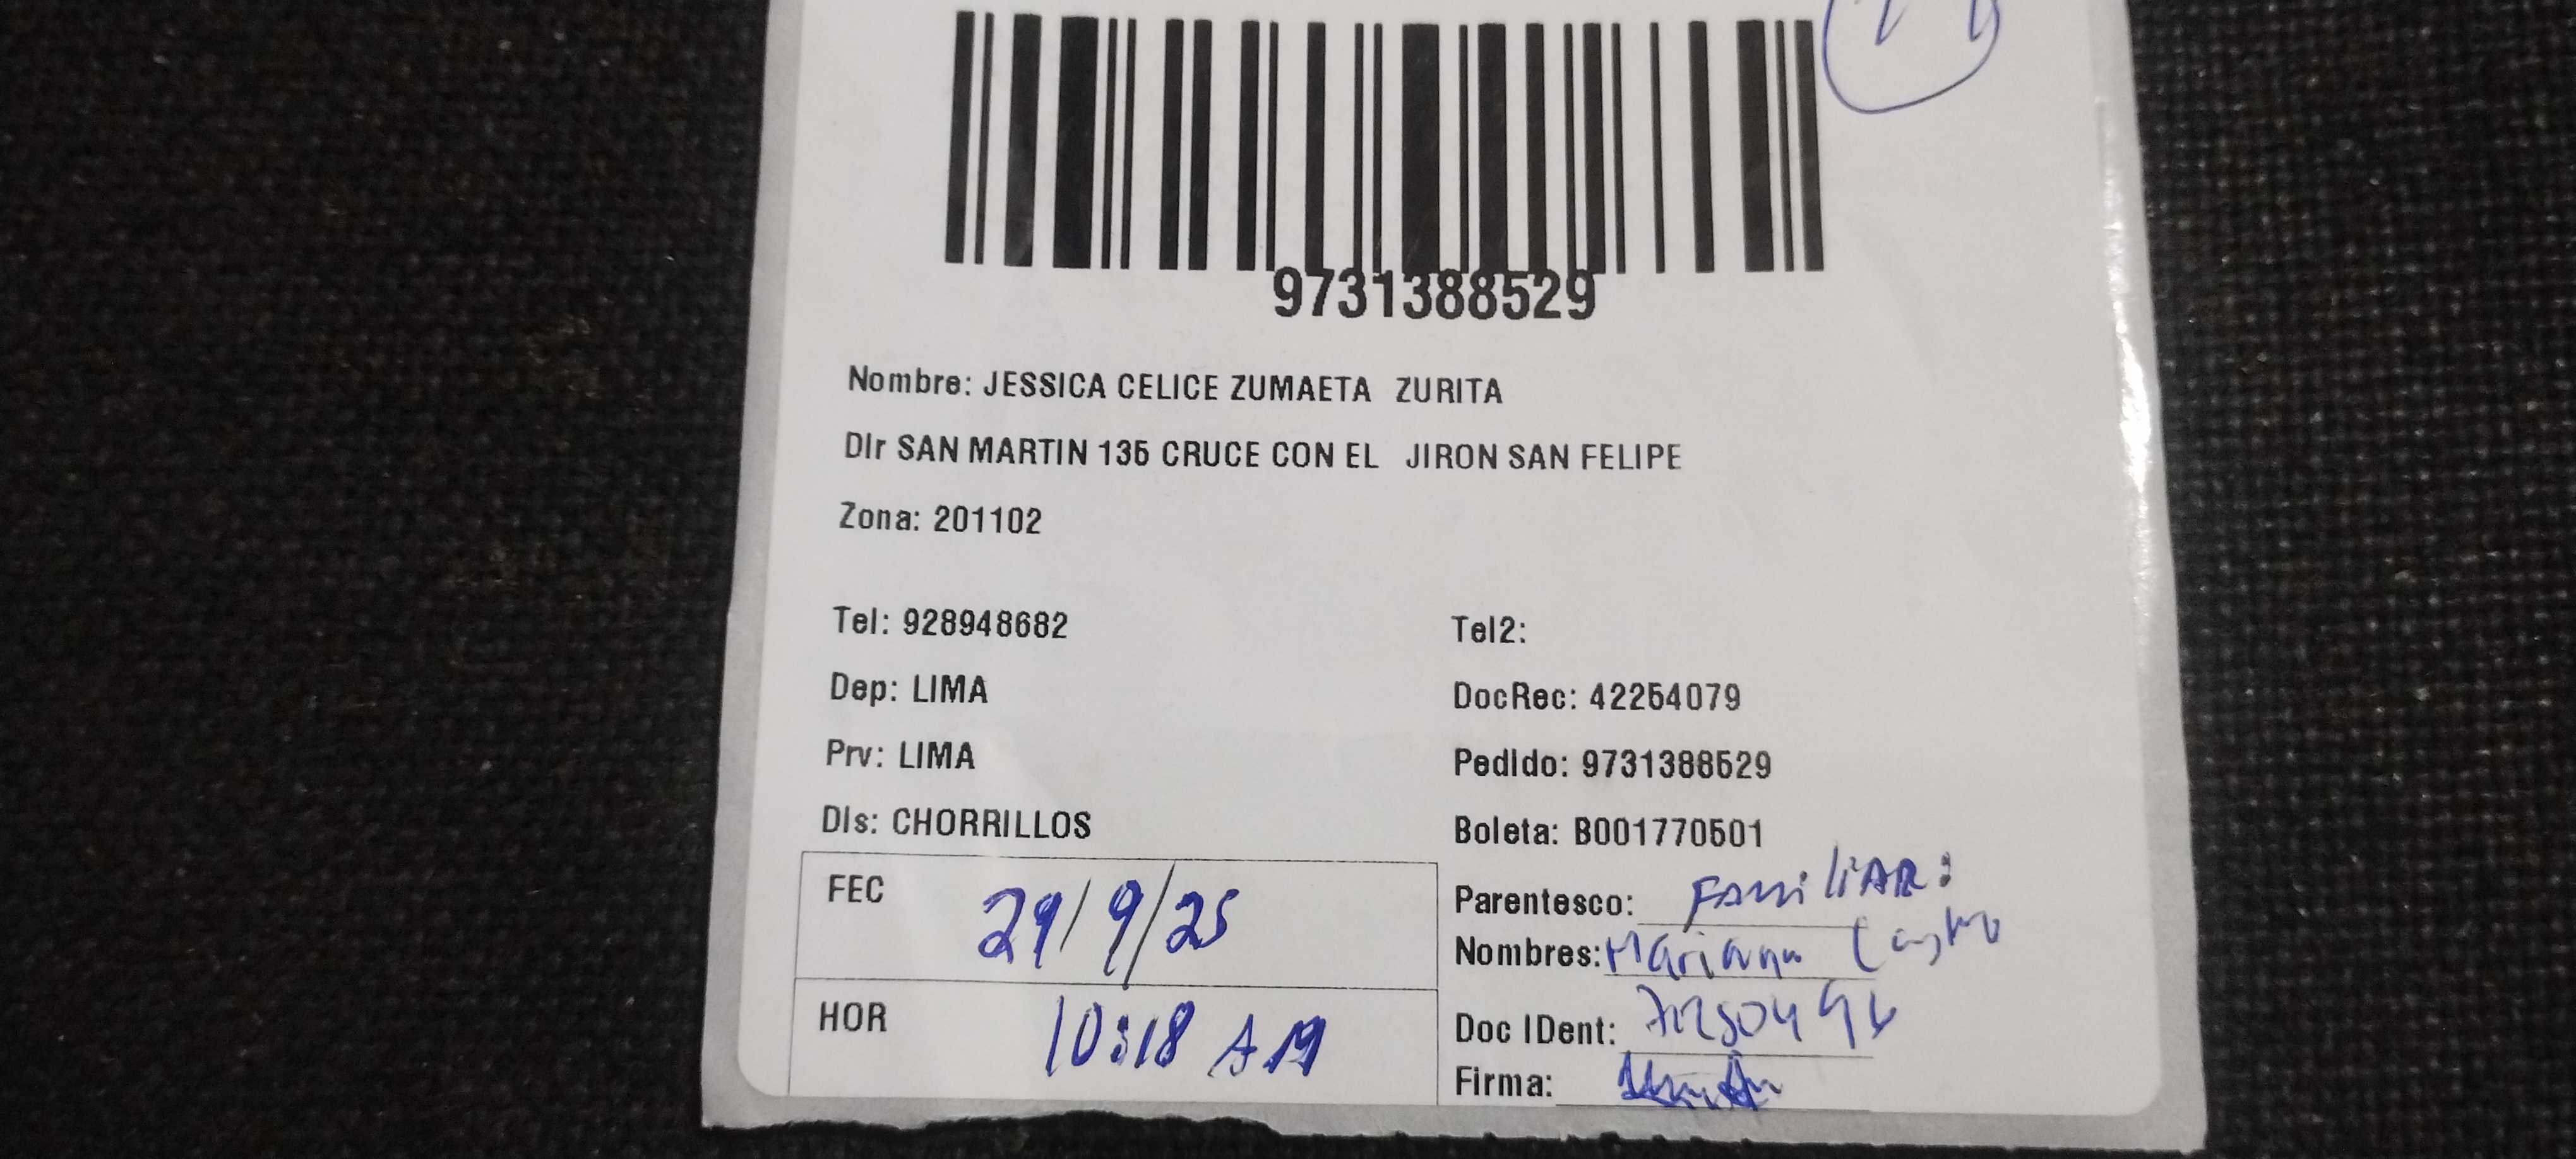 9731388529
Nombre: JESSICA CELICE ZUMAETA ZURITA
DIr SAN MARTIN 135 CRUCE CON EL JIRON SAN FELIPE
Zona: 201102
Tel: 928948682
Tel2:
Dep: LIMA
DocRec: 42254079
Prv: LIMA
PedIdo: 9731388529
DIs: CHORRILLOS
Boleta: B001770501
FEC 29/9/25
Parentesco: FAMiLiAR:
Nombres: Mariana Castro
HOR 10:18 AM
Doc IDent:
Firma: